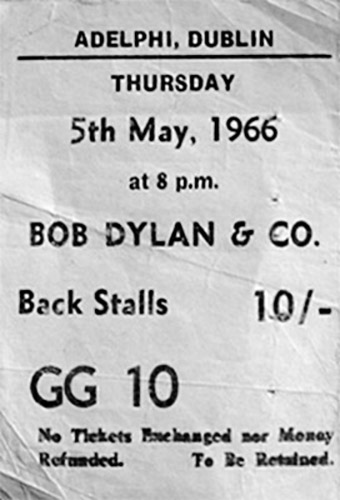 ADELPHI, DUBLIN
THURSDAY
5th May, 1966
at 8 p.m.
BOB DYLAN & CO.
Back Stalls 10/-
GG 10
No Tickets Exchanged nor Money
Refunded. To Be Retained.